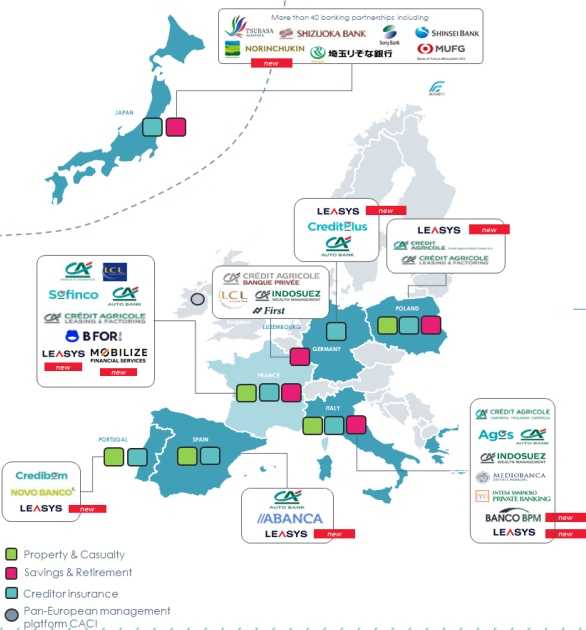 More than 40 banking partnerships including
TSUBASA
SHIZUOKA BANK
Sony Bank
SHINSEI BANK
NORINCHUKIN
埼玉りそな銀行
MUFG
Bank of Tokyo-Mitsubishi UFJ
new
JAPAN
LEASYS
new
CreditPlus
AUTO BANK
LEASYS
new
CRÉDIT AGRICOLE
CRÉDIT AGRICOLE
LEASING & FACTORING
LCL
Sofinco
AUTO BANK
CRÉDIT AGRICOLE
LEASING & FACTORING
BFOR
BANK
LEASYS
new
MOBILIZE
FINANCIAL SERVICES
new
CRÉDIT AGRICOLE
BANQUE PRIVÉE
LCL
INDOSUEZ
WEALTH MANAGEMENT
First
LUXEMBOURG
GERMANY
POLAND
FRANCE
ITALY
PORTUGAL
SPAIN
Credibom
NOVO BANCO
LEASYS
new
AUTO BANK
ABANCA
LEASYS
new
CRÉDIT AGRICOLE
Agos
AUTO BANK
INDOSUEZ
WEALTH MANAGEMENT
MEDIOBANCA
INTESA SANPAOLO
PRIVATE BANKING
BANCO BPM
new
LEASYS
new
Property & Casualty
Savings & Retirement
Creditor insurance
Pan-European management
platform CACI